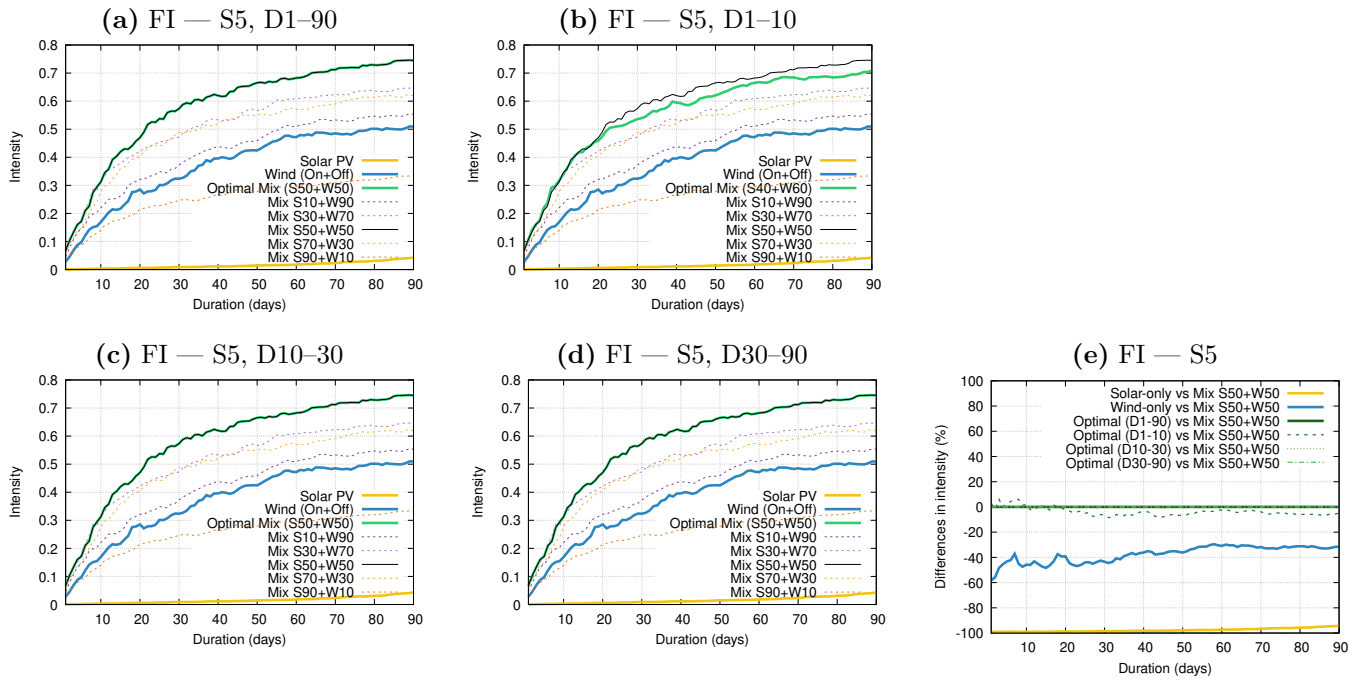 (a) FI — S5, D1–90
0.8
0.7
0.6
0.5
0.4
0.3
0.2
0.1
0
Intensity
10 20 30 40 50 60 70 80 90
Duration (days)
Solar PV
Wind (On+Off)
Optimal Mix (S50+W50)
Mix S10+W90
Mix S30+W70
Mix S50+W50
Mix S70+W30
Mix S90+W10
(b) FI — S5, D1–10
0.8
0.7
0.6
0.5
0.4
0.3
0.2
0.1
0
Intensity
10 20 30 40 50 60 70 80 90
Duration (days)
Solar PV
Wind (On+Off)
Optimal Mix (S40+W60)
Mix S10+W90
Mix S30+W70
Mix S50+W50
Mix S70+W30
Mix S90+W10
(c) FI — S5, D10–30
0.8
0.7
0.6
0.5
0.4
0.3
0.2
0.1
0
Intensity
10 20 30 40 50 60 70 80 90
Duration (days)
Solar PV
Wind (On+Off)
Optimal Mix (S50+W50)
Mix S10+W90
Mix S30+W70
Mix S50+W50
Mix S70+W30
Mix S90+W10
(d) FI — S5, D30–90
0.8
0.7
0.6
0.5
0.4
0.3
0.2
0.1
0
Intensity
10 20 30 40 50 60 70 80 90
Duration (days)
Solar PV
Wind (On+Off)
Optimal Mix (S50+W50)
Mix S10+W90
Mix S30+W70
Mix S50+W50
Mix S70+W30
Mix S90+W10
(e) FI — S5
100
80
60
40
20
0
-20
-40
-60
-80
-100
Differences in intensity (%)
10 20 30 40 50 60 70 80 90
Duration (days)
Solar-only vs Mix S50+W50
Wind-only vs Mix S50+W50
Optimal (D1-90) vs Mix S50+W50
Optimal (D1-10) vs Mix S50+W50
Optimal (D10-30) vs Mix S50+W50
Optimal (D30-90) vs Mix S50+W50